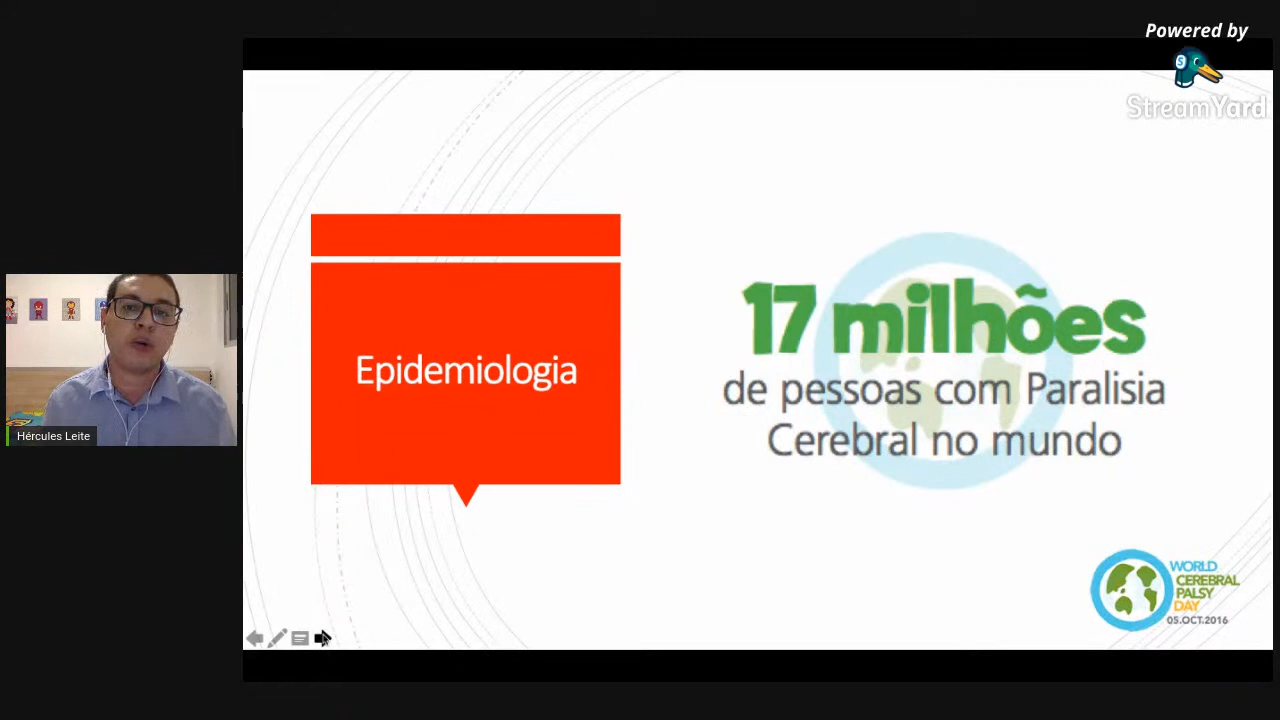 Powered by
StreamYard
Epidemiologia
17 milhões
de pessoas com Paralisia
Cerebral no mundo
Hércules Leite
WORLD
CEREBRAL
PALSY
DAY
05.OCT.2016